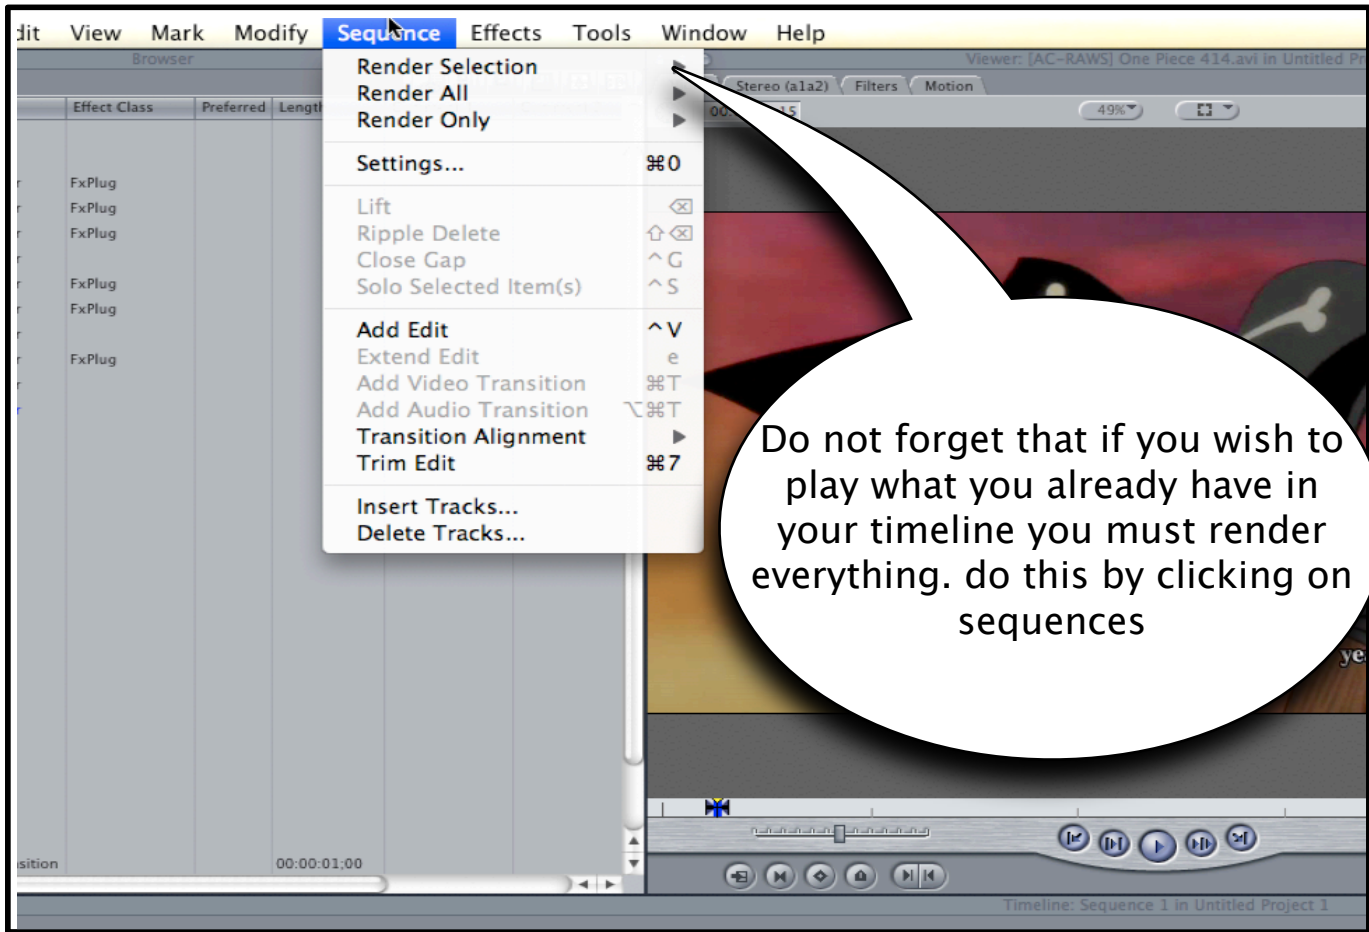 dit View Mark Modify Sequence Effects Tools Window Help
Browser
Viewer: [AC-RAWS] One Piece 414.avi in Untitled Pr
Stereo (a1a2) Filters Motion
Effect Class Preferred Length
49%
Render Selection
Render All
Render Only
Settings... ⌘0
Lift ⌫
Ripple Delete ⇧⌫
Close Gap ^G
Solo Selected Item(s) ^S
Add Edit ^V
Extend Edit e
Add Video Transition ⌘T
Add Audio Transition ⌥⌘T
Transition Alignment
Trim Edit ⌘7
Insert Tracks...
Delete Tracks...
FxPlug
FxPlug
FxPlug
FxPlug
FxPlug
FxPlug
Do not forget that if you wish to
play what you already have in
your timeline you must render
everything. do this by clicking on
sequences
ye
sition 00:00:01;00
Timeline: Sequence 1 in Untitled Project 1